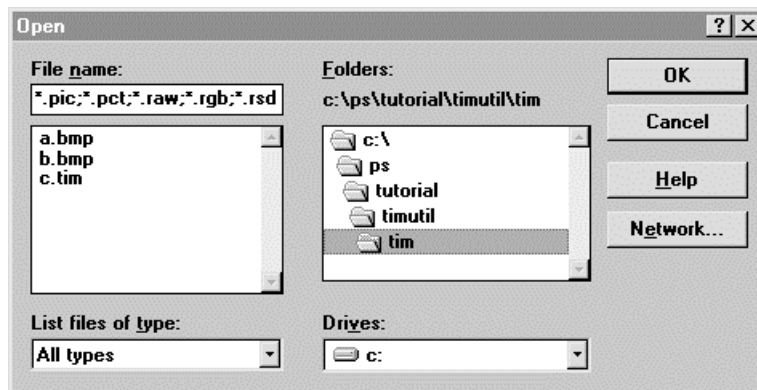 Open
File name:
*.pic;*.pct;*.raw;*.rgb;*.rsd
a.bmp
b.bmp
c.tim
List files of type:
All types
Folders:
c:\ps\tutorial\timutil\tim
c:\
ps
tutorial
timutil
tim
Drives:
c:
OK
Cancel
Help
Network...